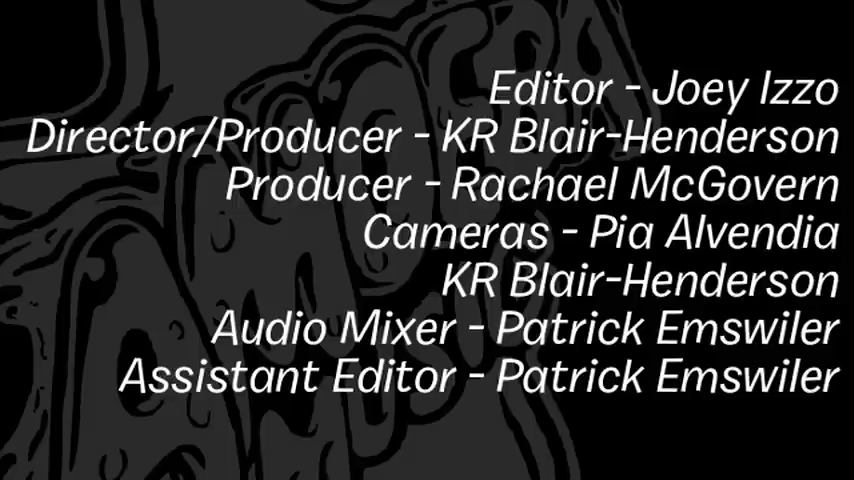 Editor - Joey Izzo
Director/Producer - KR Blair-Henderson
Producer - Rachael McGovern
Cameras - Pia Alvendia
KR Blair-Henderson
Audio Mixer - Patrick Emswiler
Assistant Editor - Patrick Emswiler